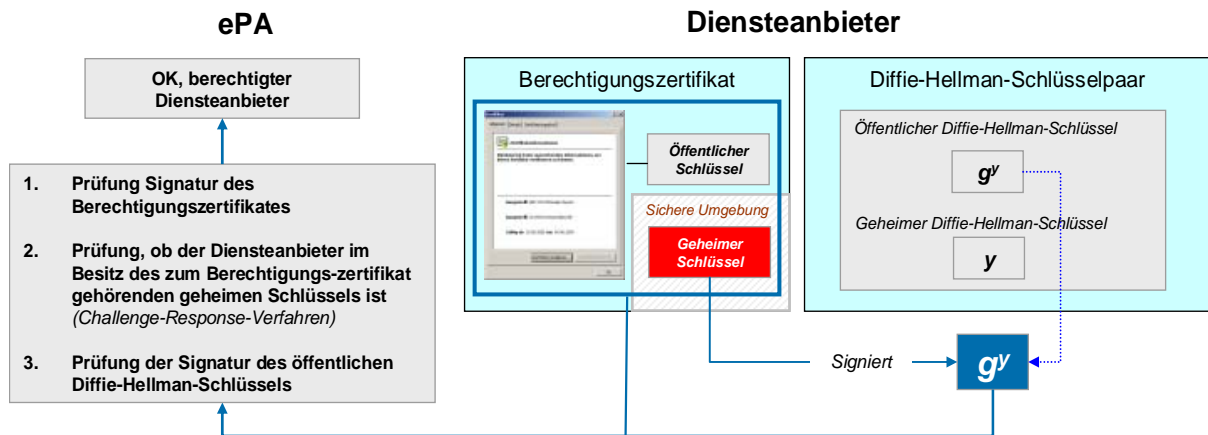 ePA
Diensteanbieter
OK, berechtigter
Diensteanbieter
1. Prüfung Signatur des
Berechtigungszertifikates
2. Prüfung, ob der Diensteanbieter im
Besitz des zum Berechtigungs-zertifikat
gehörenden geheimen Schlüssels ist
(Challenge-Response-Verfahren)
3. Prüfung der Signatur des öffentlichen
Diffie-Hellman-Schlüssels
Berechtigungszertifikat
Öffentlicher
Schlüssel
Sichere Umgebung
Geheimer
Schlüssel
Diffie-Hellman-Schlüsselpaar
Öffentlicher Diffie-Hellman-Schlüssel
gʸ
Geheimer Diffie-Hellman-Schlüssel
y
Signiert
gʸ